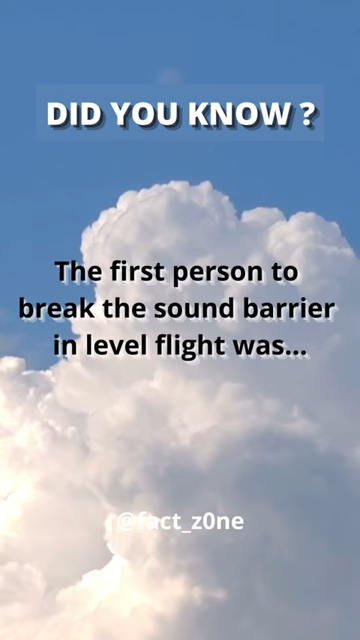 DID YOU KNOW ?
The first person to
break the sound barrier
in level flight was...
@fact_z0ne